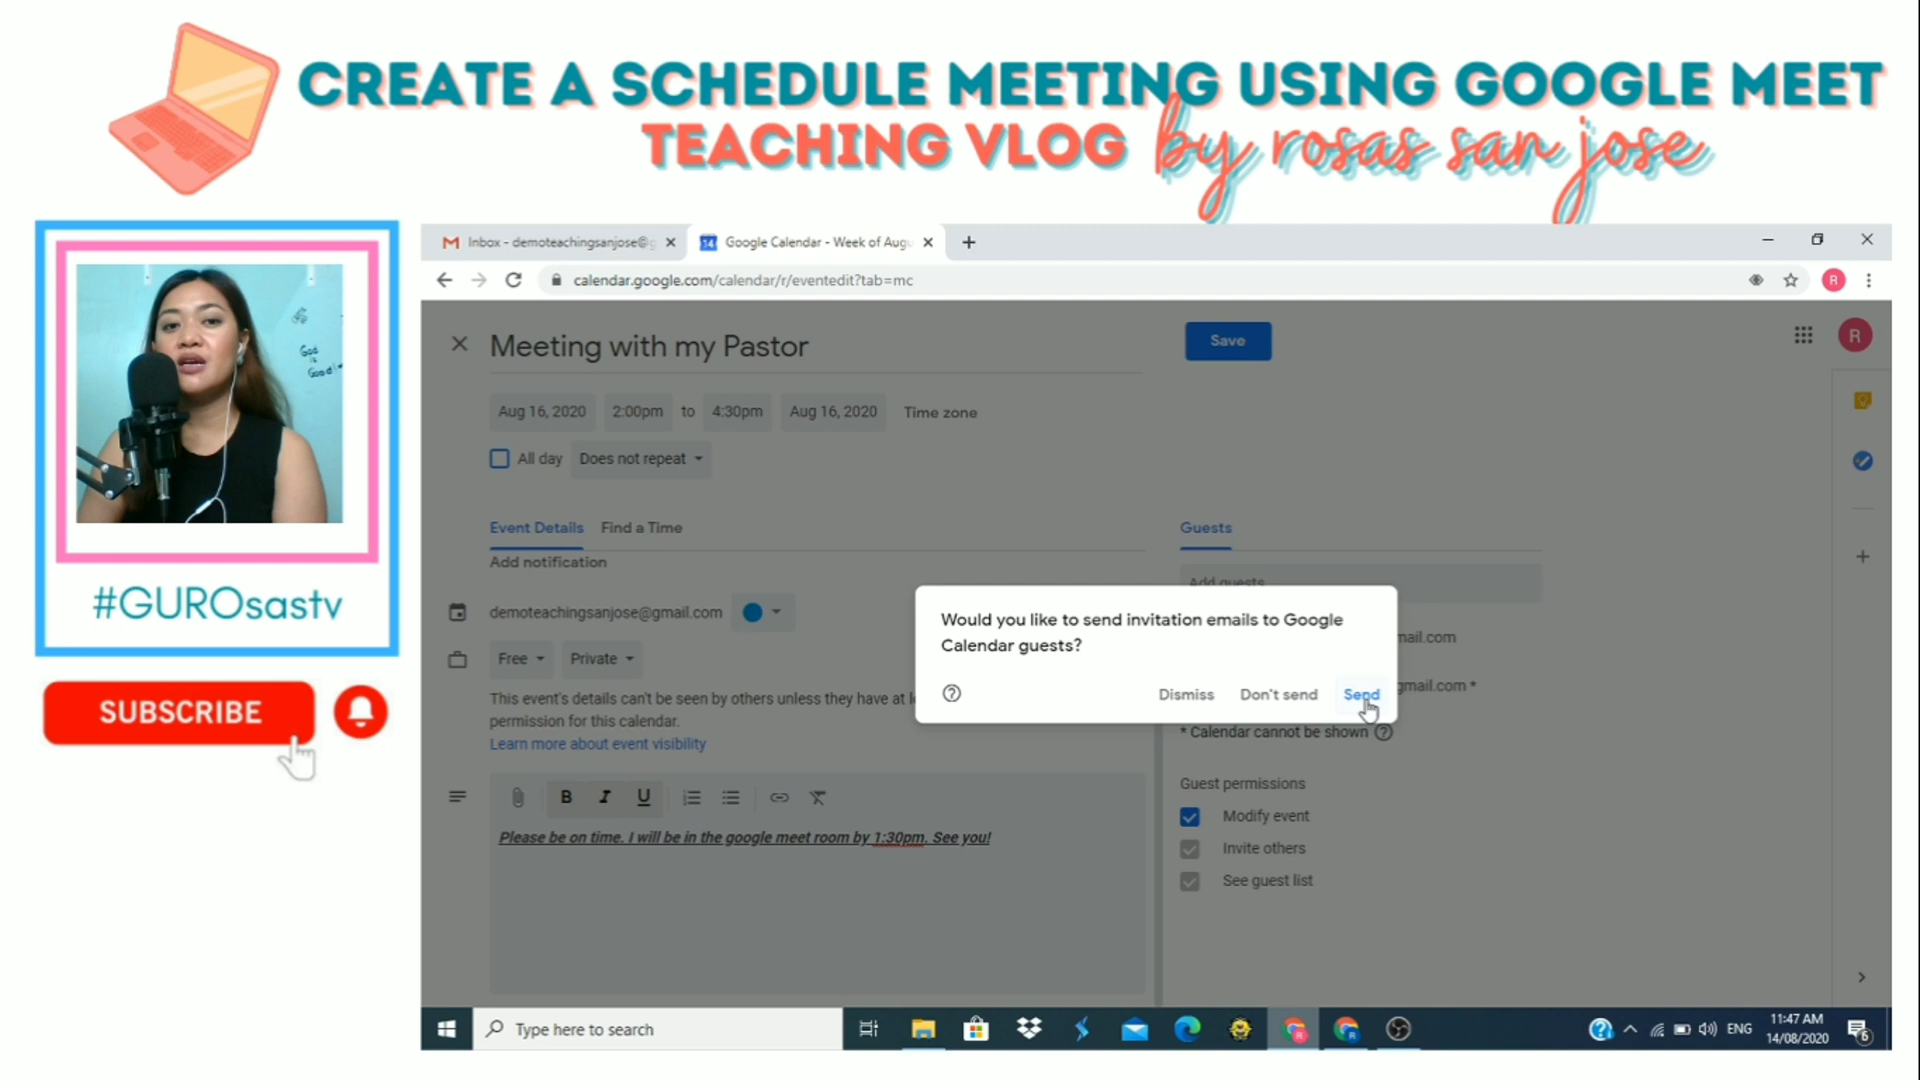 CREATE A SCHEDULE MEETING USING GOOGLE MEET
TEACHING VLOG by rosas san jose
God
is
Good!
#GUROsastv
SUBSCRIBE
Inbox - demoteachingsanjose@g
Google Calendar - Week of Augu
calendar.google.com/calendar/r/eventedit?tab=mc
R
Meeting with my Pastor
Save
R
Aug 16, 2020 2:00pm to 4:30pm Aug 16, 2020 Time zone
All day Does not repeat
Event Details Find a Time
Guests
Add notification
Add guests
demoteachingsanjose@gmail.com
Would you like to send invitation emails to Google
Calendar guests?
mail.com
Free Private
Dismiss Don't send Send
gmail.com *
This event's details can't be seen by others unless they have at l
permission for this calendar.
Learn more about event visibility
* Calendar cannot be shown
Guest permissions
B I U
Modify event
Please be on time. I will be in the google meet room by 1:30pm. See you!
Invite others
See guest list
Type here to search
ENG
11:47 AM
14/08/2020